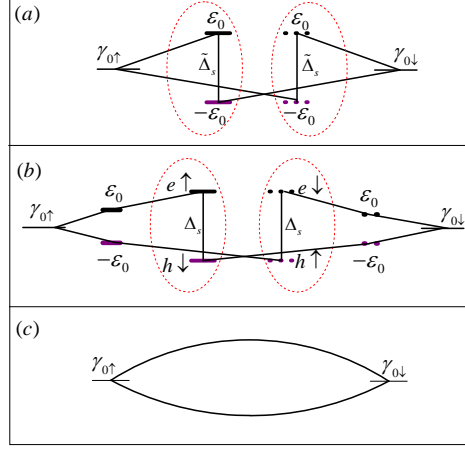 (a)
ε₀ ε₀
γ₀↑ Δ̃ₛ Δ̃ₛ γ₀↓
−ε₀ −ε₀
(b)
e↑ e↓
ε₀ ε₀
γ₀↑ Δₛ Δₛ γ₀↓
−ε₀ −ε₀
h↓ h↑
(c)
γ₀↑ γ₀↓